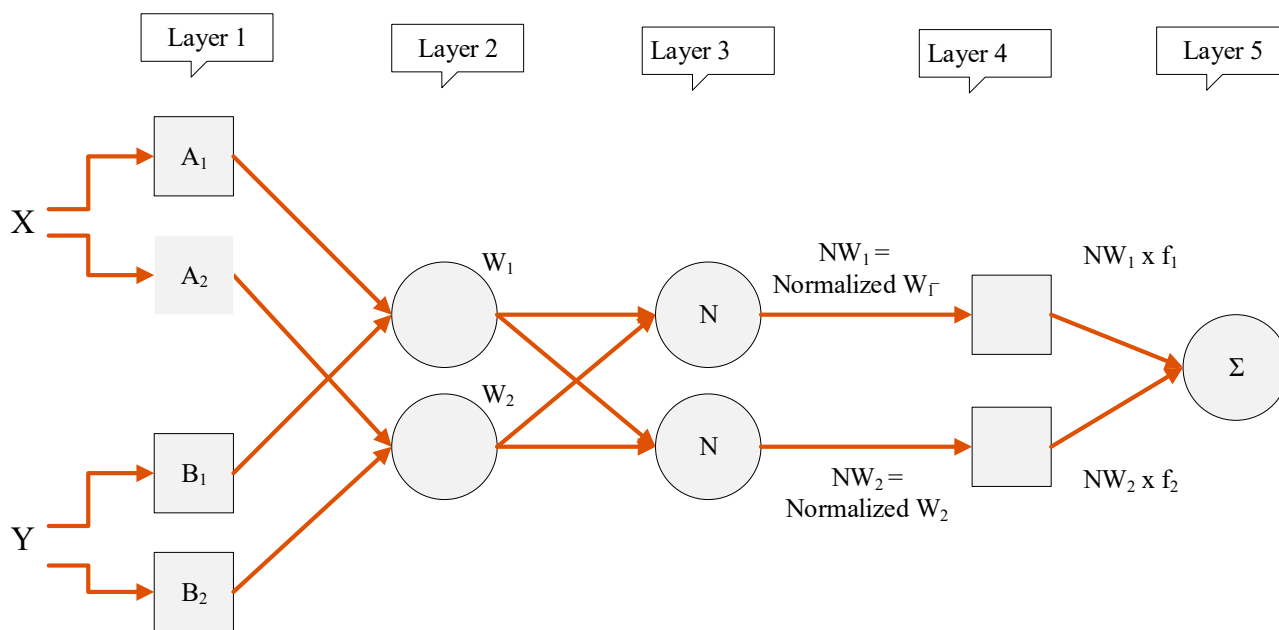 Layer 1
Layer 2
Layer 3
Layer 4
Layer 5
A₁
X
A₂
W₁
NW₁ =
Normalized W₁‾
NW₁ x f₁
N
Σ
W₂
N
B₁
NW₂ =
Normalized W₂
NW₂ x f₂
Y
B₂